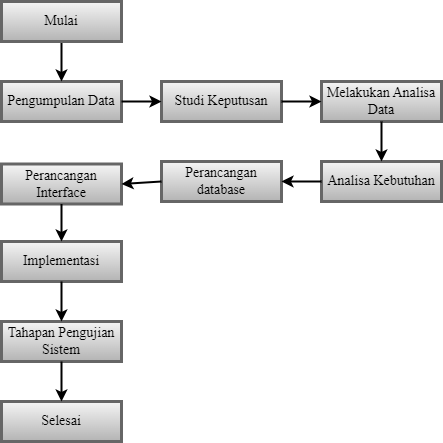 Mulai
Pengumpulan Data
Studi Keputusan
Melakukan Analisa
Data
Analisa Kebutuhan
Perancangan
database
Perancangan
Interface
Implementasi
Tahapan Pengujian
Sistem
Selesai